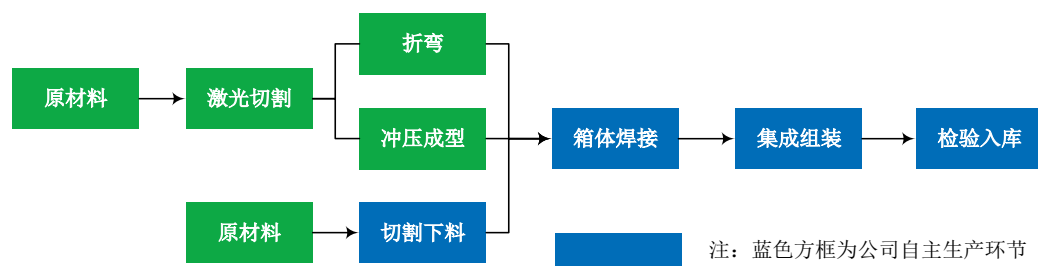 折弯
原材料
激光切割
冲压成型
箱体焊接
集成组装
检验入库
原材料
切割下料
注：蓝色方框为公司自主生产环节